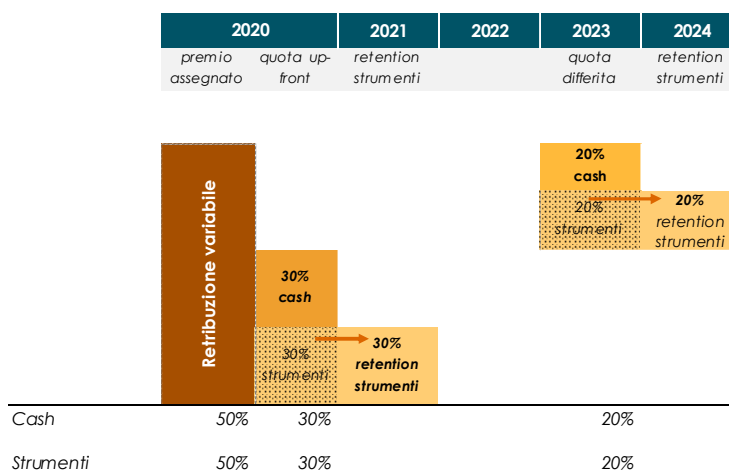 2020 2021 2022 2023 2024
premio assegnato quota up-front retention strumenti quota differita retention strumenti
Retribuzione variabile
20%
cash
20%
strumenti
20%
retention
strumenti
30%
cash
30%
strumenti
30%
retention
strumenti
Cash 50% 30% 20%
Strumenti 50% 30% 20%